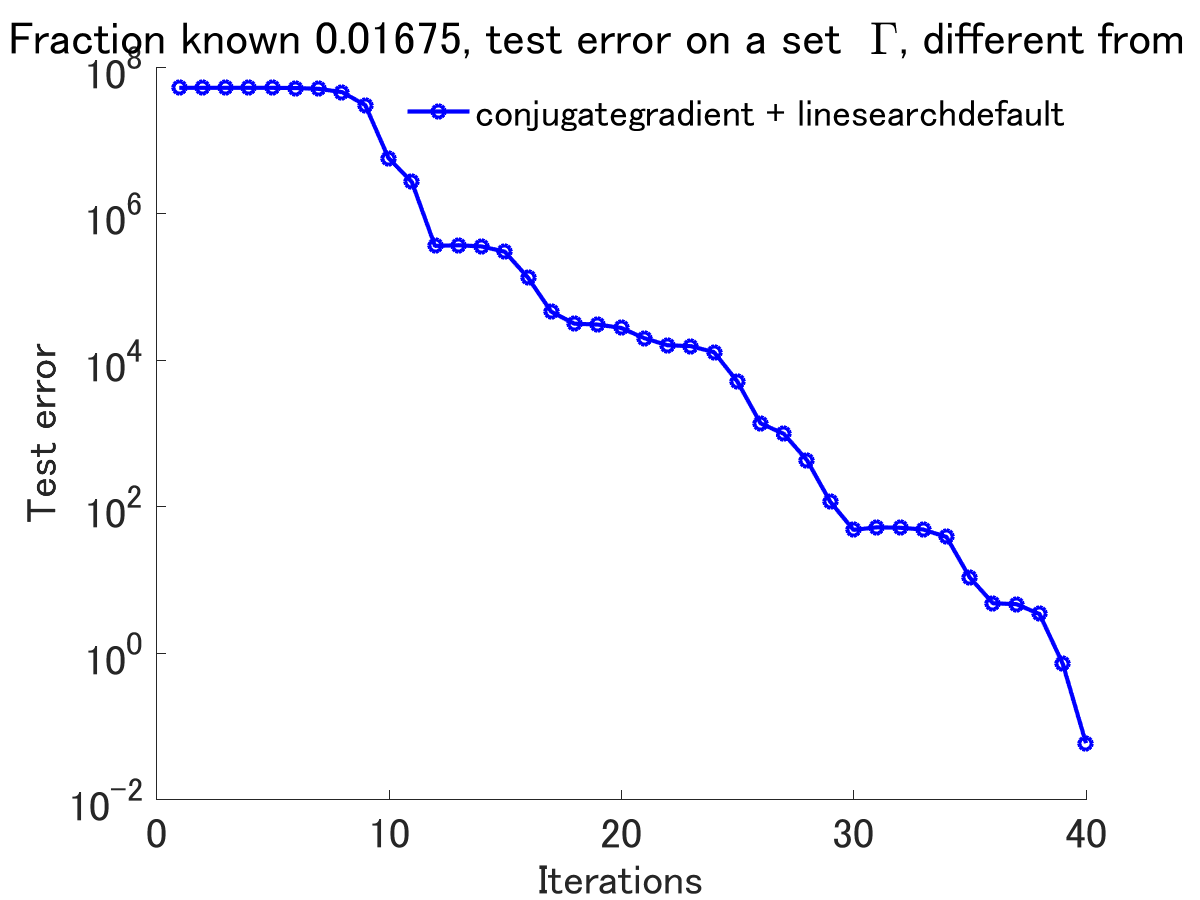 Fraction known 0.01675, test error on a set Γ, different from
10^8
conjugategradient + linesearchdefault
10^6
10^4
Test error
10^2
10^0
10^-2
0 10 20 30 40
Iterations